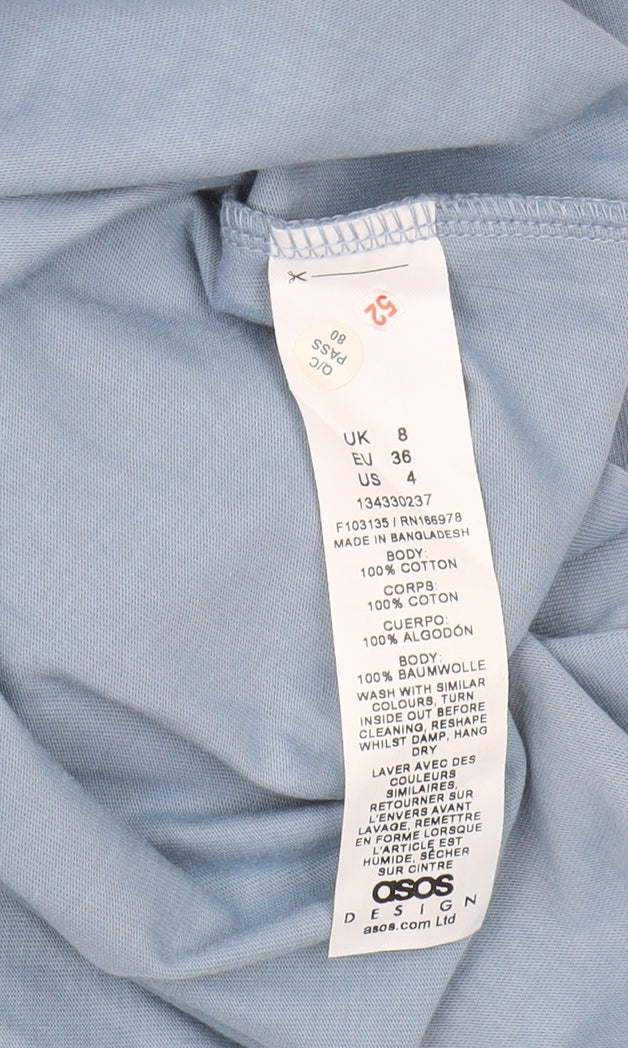 52
Q/C
PASS
80
UK 8
EU 36
US 4
134330237
F103135 / RN166978
MADE IN BANGLADESH
BODY:
100% COTTON
CORPS:
100% COTON
CUERPO:
100% ALGODÓN
BODY:
100% BAUMWOLLE
WASH WITH SIMILAR
COLOURS, TURN
INSIDE OUT BEFORE
CLEANING, RESHAPE
WHILST DAMP, HANG
DRY
LAVER AVEC DES
COULEURS
SIMILAIRES,
RETOURNER SUR
L'ENVERS AVANT
LAVAGE, REMETTRE
EN FORME LORSQUE
L'ARTICLE EST
HUMIDE, SÉCHER
SUR CINTRE
asos
DESIGN
asos.com Ltd